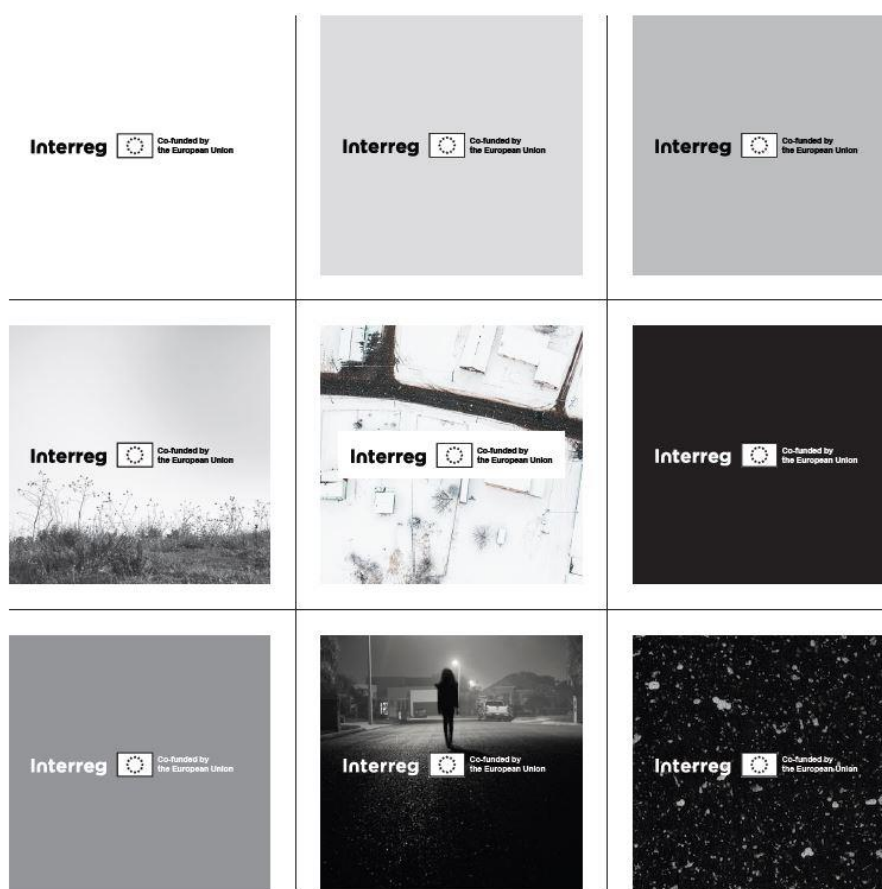 Interreg
Co-funded by
the European Union
Interreg
Co-funded by
the European Union
Interreg
Co-funded by
the European Union
Interreg
Co-funded by
the European Union
Interreg
Co-funded by
the European Union
Interreg
Co-funded by
the European Union
Interreg
Co-funded by
the European Union
Interreg
Co-funded by
the European Union
Interreg
Co-funded by
the European Union